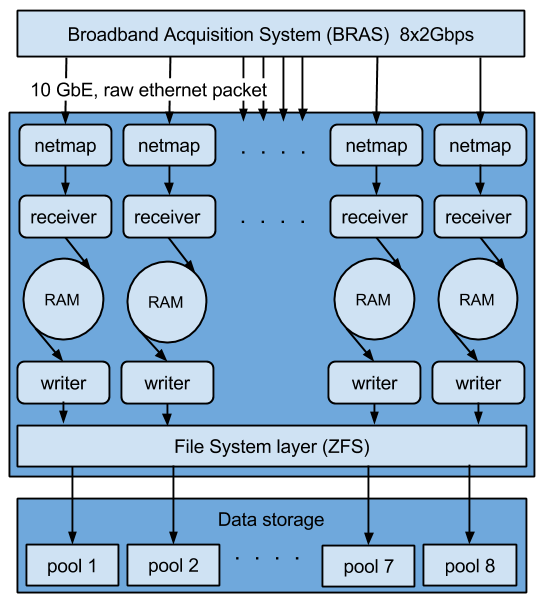 Broadband Acquisition System (BRAS)  8x2Gbps
10 GbE, raw ethernet packet
netmap netmap . . . . netmap netmap
receiver receiver . . . . receiver receiver
RAM RAM RAM RAM
writer writer writer writer
File System layer (ZFS)
Data storage
pool 1 pool 2 . . . . pool 7 pool 8